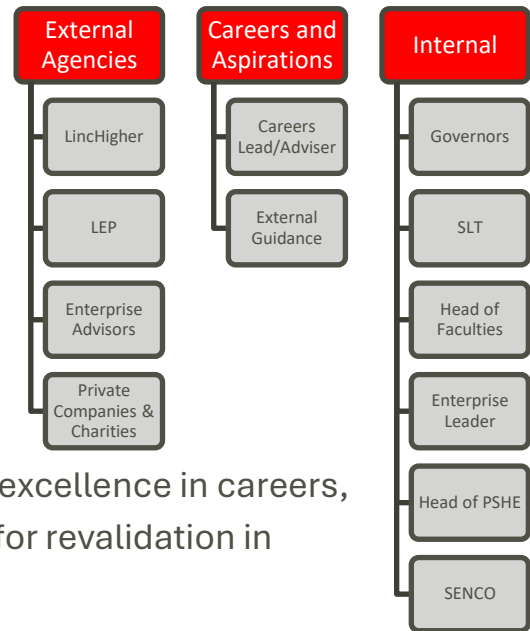 External
Agencies
LincHigher
LEP
Enterprise
Advisors
Private
Companies &
Charities
Careers and
Aspirations
Careers
Lead/Adviser
External
Guidance
Internal
Governors
SLT
Head of
Faculties
Enterprise
Leader
Head of PSHE
SENCO
excellence in careers,
for revalidation in